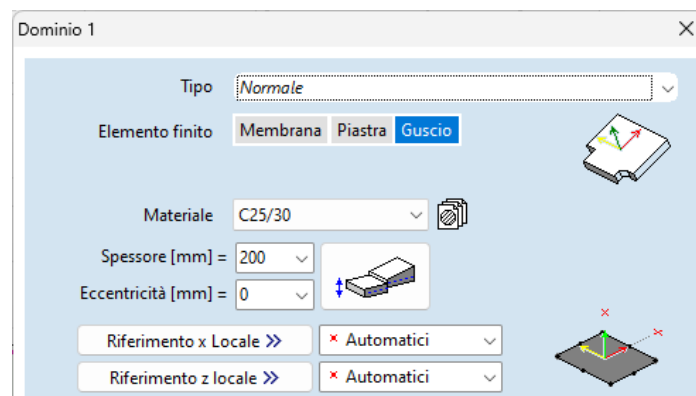 Dominio 1
Tipo Normale
Elemento finito Membrana Piastra Guscio
Materiale C25/30
Spessore [mm] = 200
Eccentricità [mm] = 0
Riferimento x Locale >> Automatici
Riferimento z locale >> Automatici